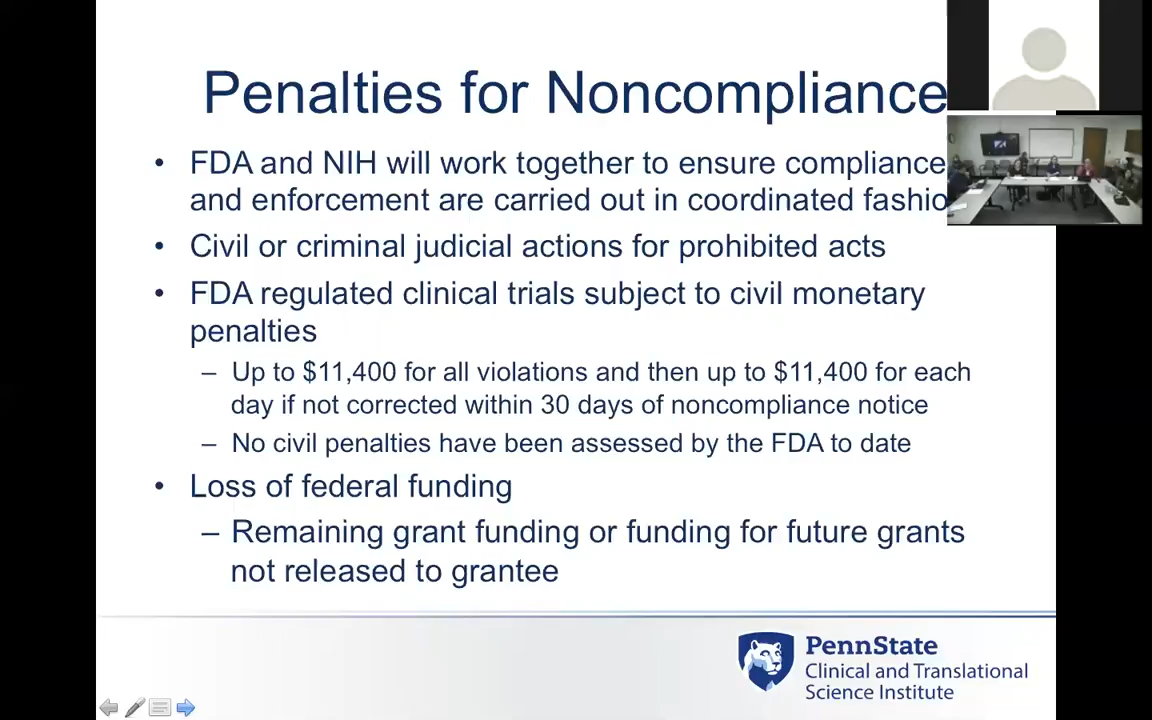 Penalties for Noncompliance
• FDA and NIH will work together to ensure compliance
and enforcement are carried out in coordinated fashio
• Civil or criminal judicial actions for prohibited acts
• FDA regulated clinical trials subject to civil monetary
penalties
– Up to $11,400 for all violations and then up to $11,400 for each
day if not corrected within 30 days of noncompliance notice
– No civil penalties have been assessed by the FDA to date
• Loss of federal funding
– Remaining grant funding or funding for future grants
not released to grantee
PennState
Clinical and Translational
Science Institute